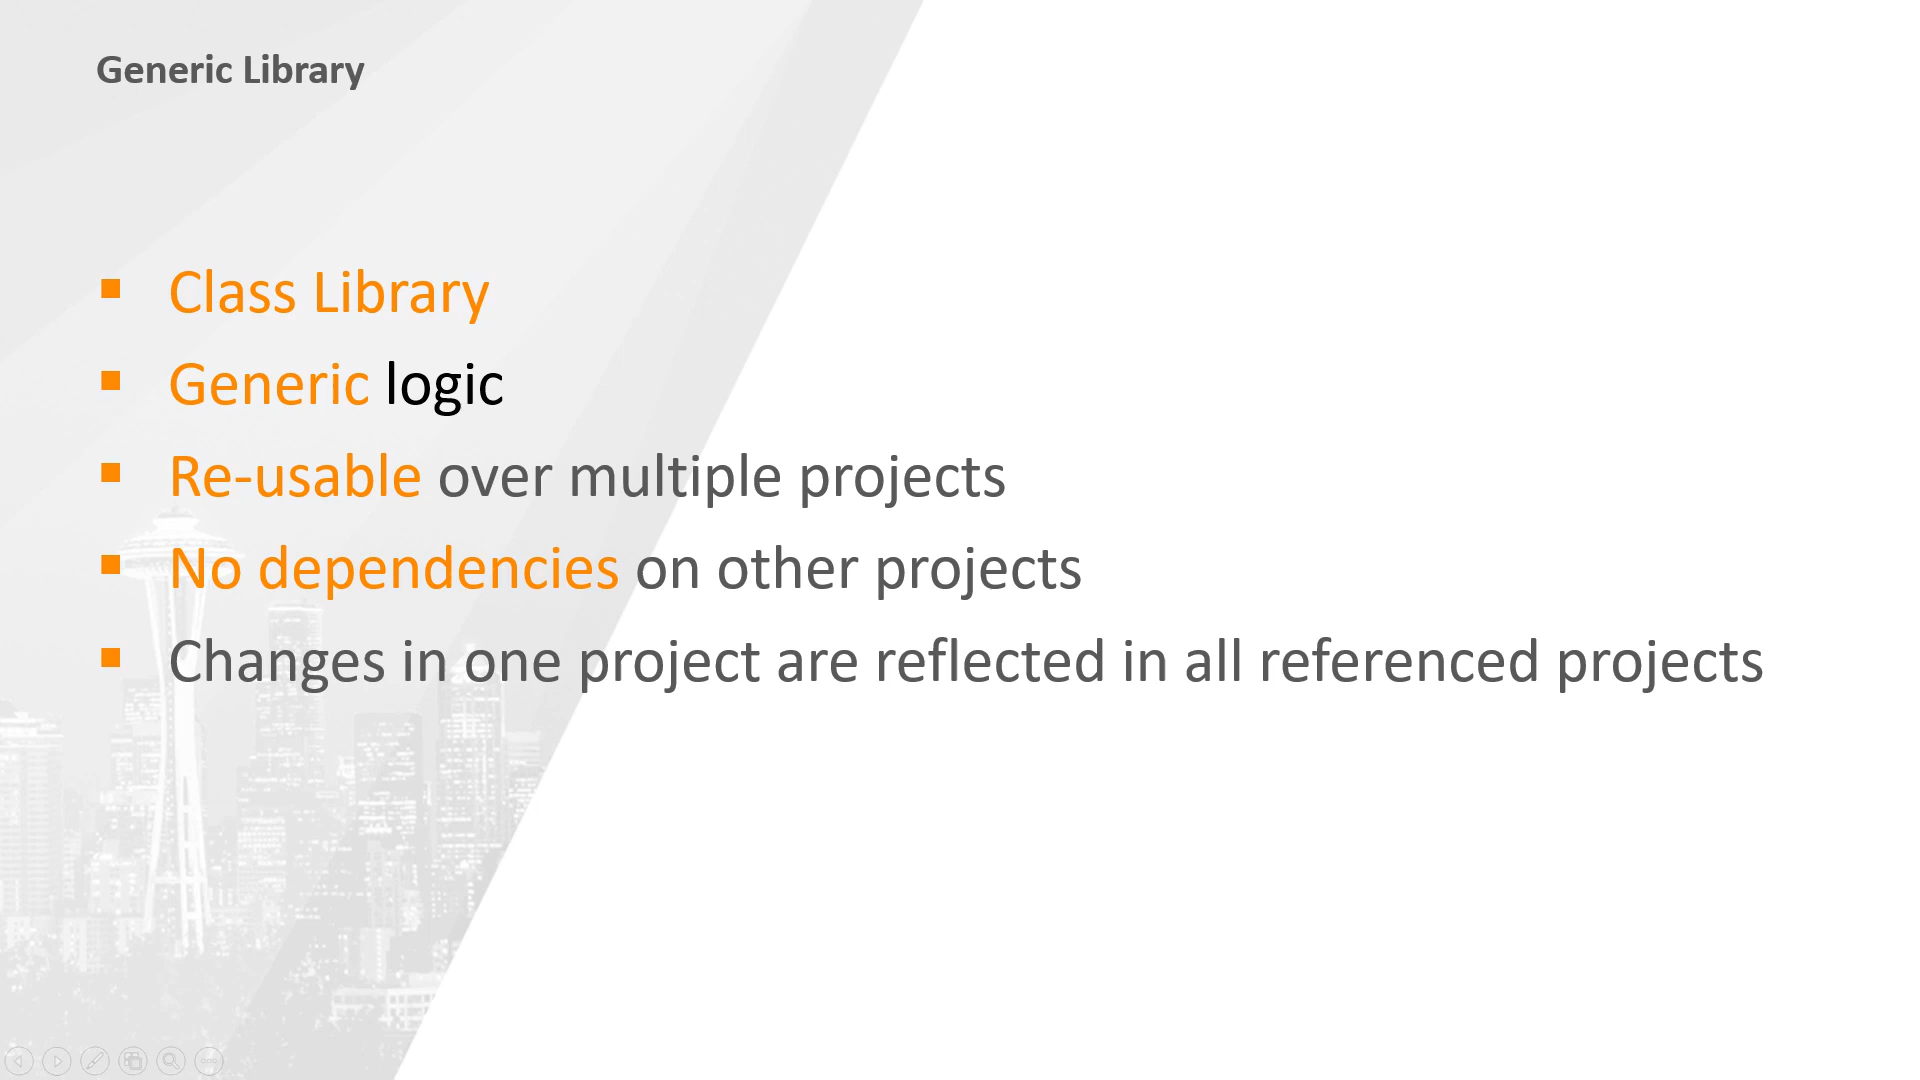 Generic Library
Class Library
Generic logic
Re-usable over multiple projects
No dependencies on other projects
Changes in one project are reflected in all referenced projects